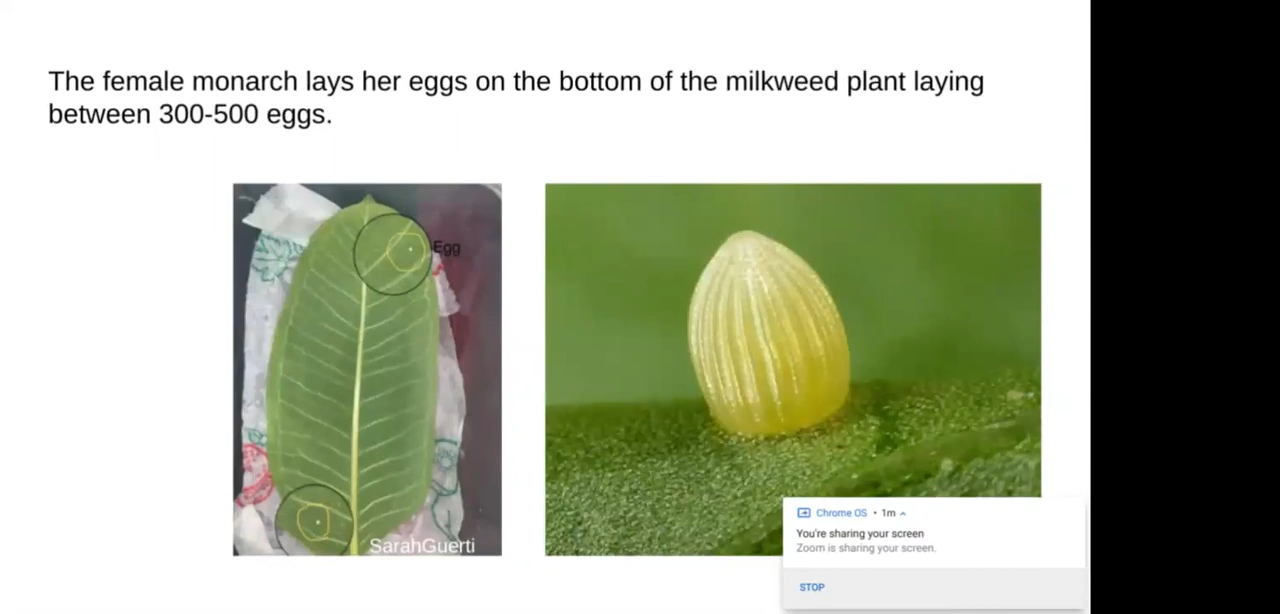 The female monarch lays her eggs on the bottom of the milkweed plant laying
between 300-500 eggs.
Egg
SarahGuerti
Chrome OS • 1m
You're sharing your screen
Zoom is sharing your screen.
STOP